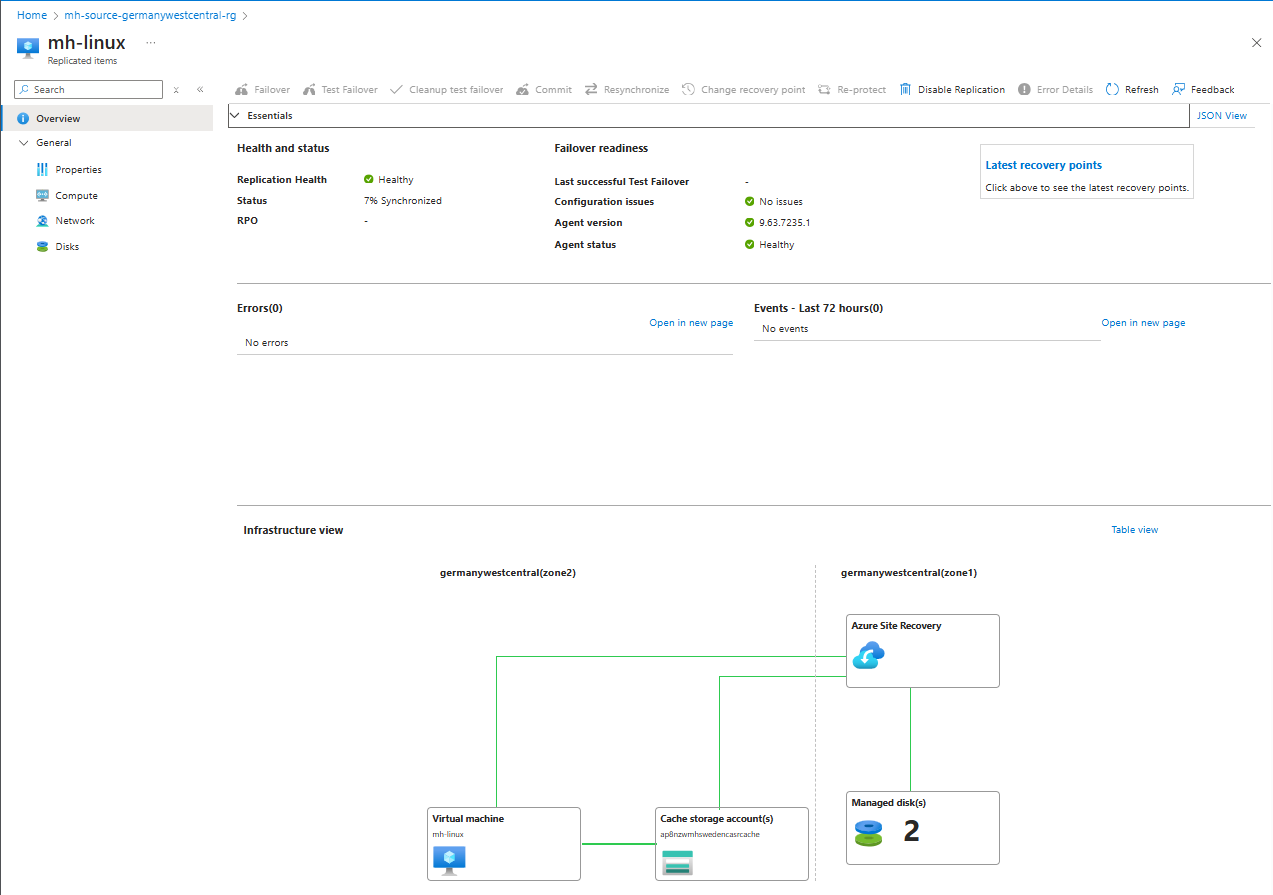 Home > mh-source-germanywestcentral-rg >
mh-linux ...
Replicated items
Search
Failover Test Failover Cleanup test failover Commit Resynchronize Change recovery point Re-protect Disable Replication Error Details Refresh Feedback
Overview
General
Properties
Compute
Network
Disks
Essentials
JSON View
Health and status
Replication Health Healthy
Status 7% Synchronized
RPO -
Failover readiness
Last successful Test Failover -
Configuration issues No issues
Agent version 9.63.7235.1
Agent status Healthy
Latest recovery points
Click above to see the latest recovery points.
Errors(0)
Open in new page
No errors
Events - Last 72 hours(0)
Open in new page
No events
Infrastructure view
Table view
germanywestcentral(zone2)
germanywestcentral(zone1)
Azure Site Recovery
Virtual machine
mh-linux
Cache storage account(s)
ap8nzwmhswedencasrcache
Managed disk(s)
2